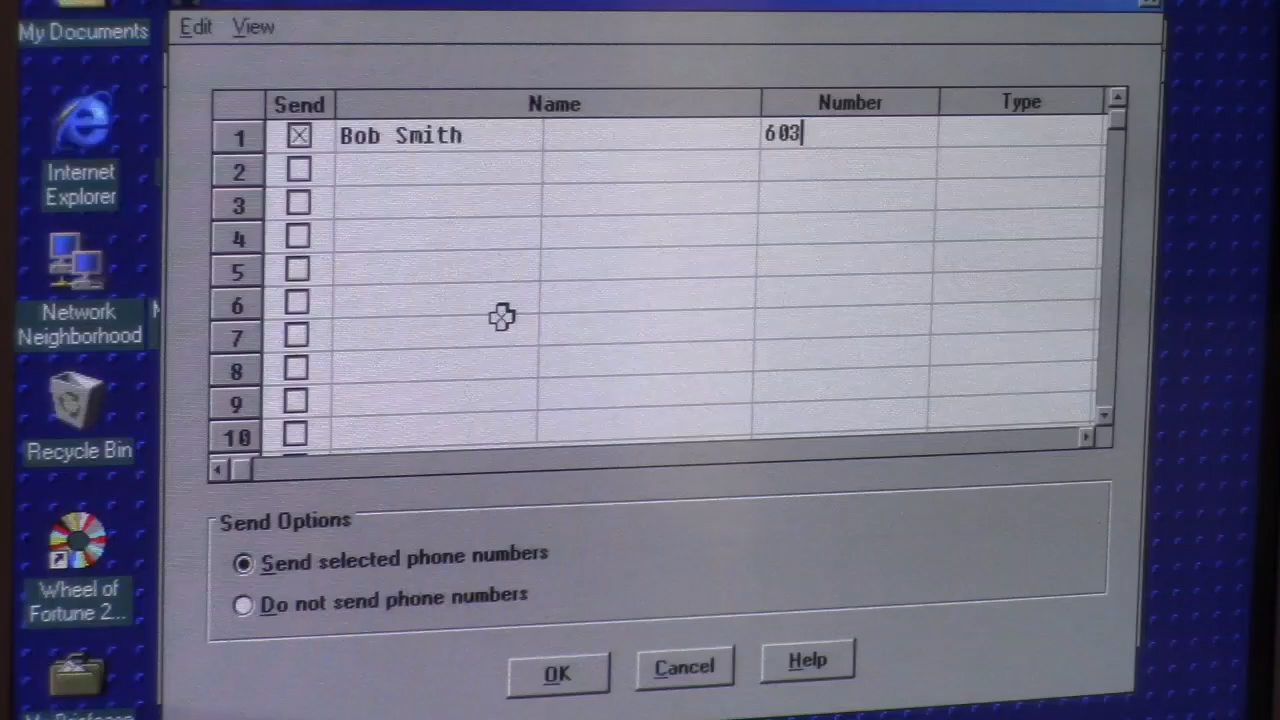 My Documents
Edit View
Send Name Number Type
1 Bob Smith 603
2
3
4
5
6
7
8
9
10
Internet
Explorer
Network
Neighborhood
Recycle Bin
Wheel of
Fortune 2...
Send Options
Send selected phone numbers
Do not send phone numbers
OK Cancel Help